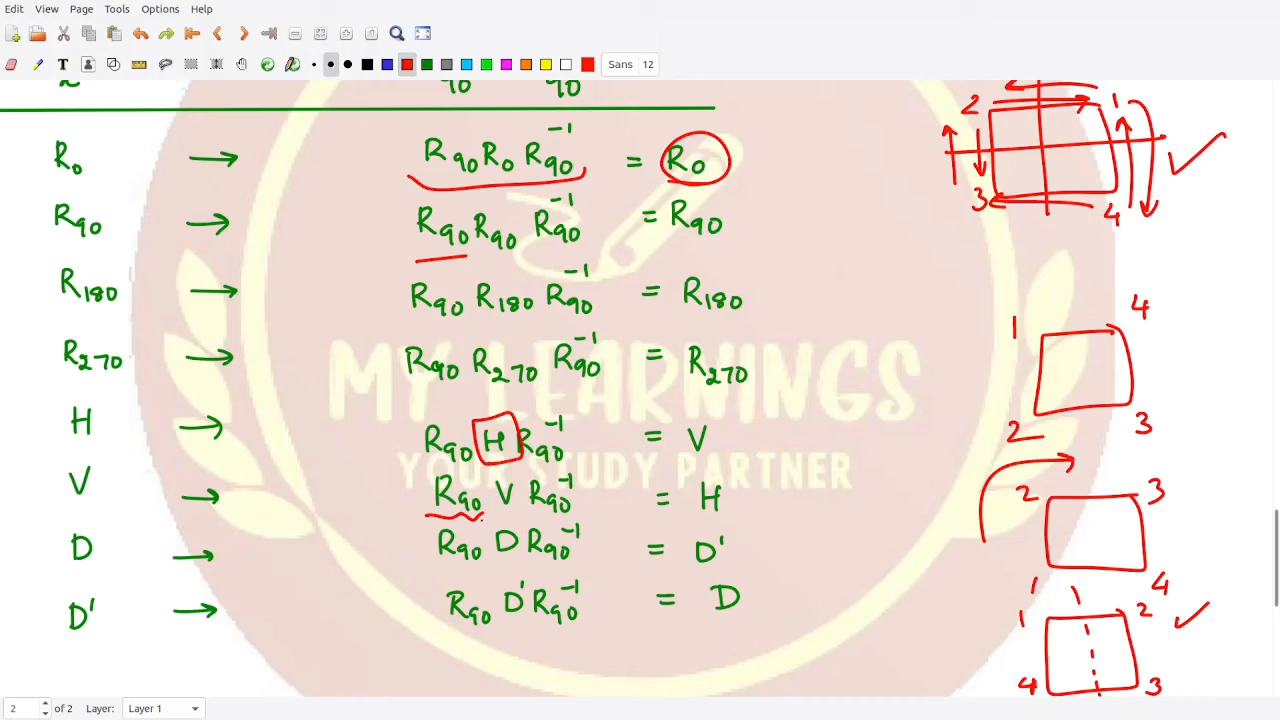 Edit View Page Tools Options Help
Sans 12
90 90
R₀ → R₉₀ R₀ R₉₀⁻¹ = R₀
R₉₀ → R₉₀ R₉₀ R₉₀⁻¹ = R₉₀
R₁₈₀ → R₉₀ R₁₈₀ R₉₀⁻¹ = R₁₈₀
R₂₇₀ → R₉₀ R₂₇₀ R₉₀⁻¹ = R₂₇₀
H → R₉₀ H R₉₀⁻¹ = V
V → R₉₀ V R₉₀⁻¹ = H
D → R₉₀ D R₉₀⁻¹ = D'
D' → R₉₀ D' R₉₀⁻¹ = D
2 1
3 4
1 4
2 3
2 3
1 4
1 2
4 3
MY LEARNINGS
YOUR STUDY PARTNER
2 of 2 Layer: Layer 1